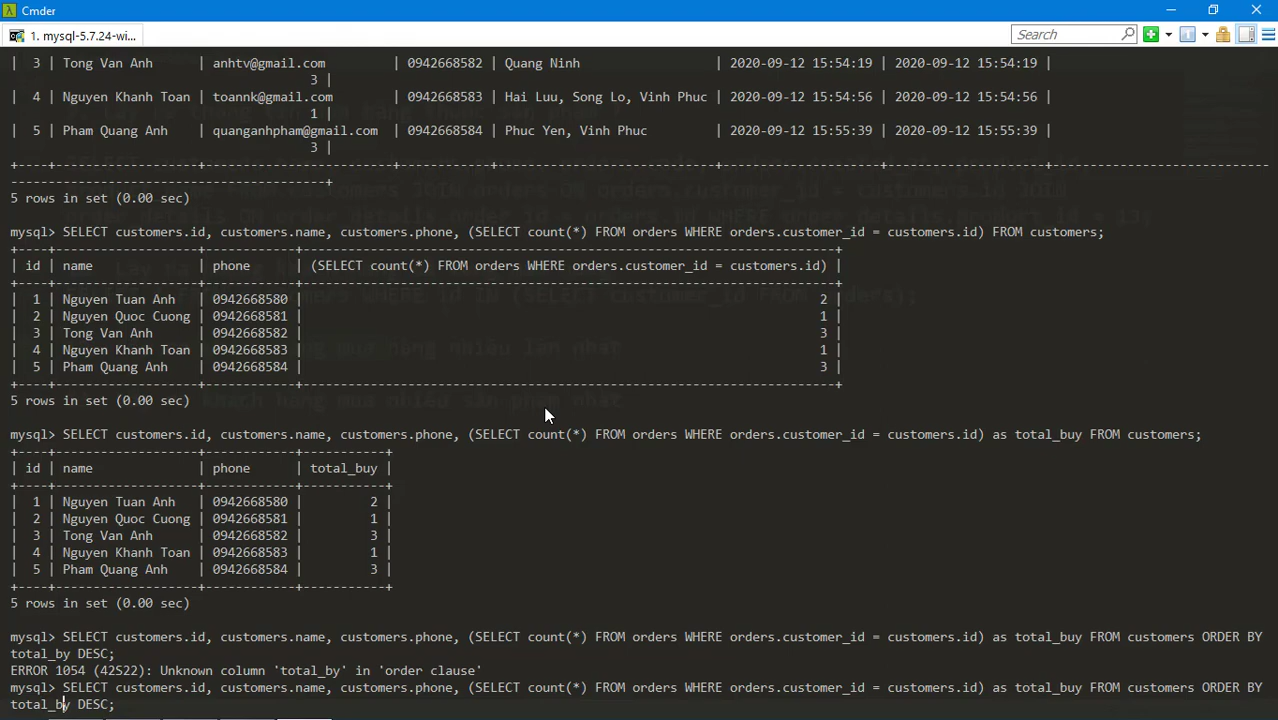 Cmder
1. mysql-5.7.24-wi...
Search
| 3 | Tong Van Anh | anhtv@gmail.com | 0942668582 | Quang Ninh | 2020-09-12 15:54:19 | 2020-09-12 15:54:19 |
3 |
| 4 | Nguyen Khanh Toan | toannk@gmail.com | 0942668583 | Hai Luu, Song Lo, Vinh Phuc | 2020-09-12 15:54:56 | 2020-09-12 15:54:56 |
1 |
| 5 | Pham Quang Anh | quanganhpham@gmail.com | 0942668584 | Phuc Yen, Vinh Phuc | 2020-09-12 15:55:39 | 2020-09-12 15:55:39 |
3 |
5 rows in set (0.00 sec)
mysql> SELECT customers.id, customers.name, customers.phone, (SELECT count(*) FROM orders WHERE orders.customer_id = customers.id) FROM customers;
| id | name | phone | (SELECT count(*) FROM orders WHERE orders.customer_id = customers.id) |
| 1 | Nguyen Tuan Anh | 0942668580 | 2 |
| 2 | Nguyen Quoc Cuong | 0942668581 | 1 |
| 3 | Tong Van Anh | 0942668582 | 3 |
| 4 | Nguyen Khanh Toan | 0942668583 | 1 |
| 5 | Pham Quang Anh | 0942668584 | 3 |
5 rows in set (0.00 sec)
mysql> SELECT customers.id, customers.name, customers.phone, (SELECT count(*) FROM orders WHERE orders.customer_id = customers.id) as total_buy FROM customers;
| id | name | phone | total_buy |
| 1 | Nguyen Tuan Anh | 0942668580 | 2 |
| 2 | Nguyen Quoc Cuong | 0942668581 | 1 |
| 3 | Tong Van Anh | 0942668582 | 3 |
| 4 | Nguyen Khanh Toan | 0942668583 | 1 |
| 5 | Pham Quang Anh | 0942668584 | 3 |
5 rows in set (0.00 sec)
mysql> SELECT customers.id, customers.name, customers.phone, (SELECT count(*) FROM orders WHERE orders.customer_id = customers.id) as total_buy FROM customers ORDER BY
total_by DESC;
ERROR 1054 (42S22): Unknown column 'total_by' in 'order clause'
mysql> SELECT customers.id, customers.name, customers.phone, (SELECT count(*) FROM orders WHERE orders.customer_id = customers.id) as total_buy FROM customers ORDER BY
total_by DESC;